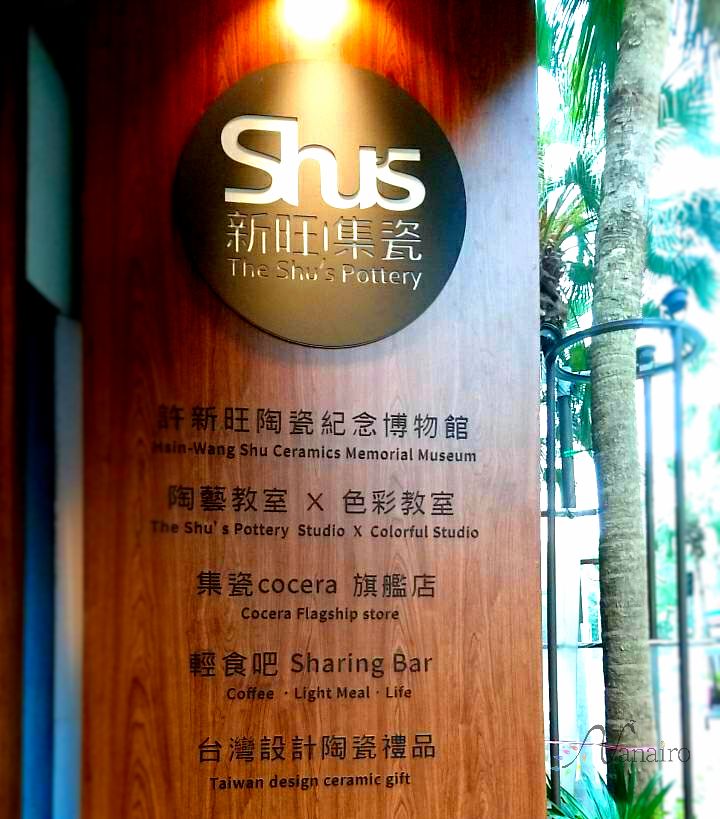 Shu's
新旺集瓷
The Shu's Pottery
許新旺陶瓷紀念博物館
Hsin-Wang Shu Ceramics Memorial Museum
陶藝教室 X 色彩教室
The Shu's Pottery Studio X Colorful Studio
集瓷cocera 旗艦店
Cocera Flagship store
輕食吧 Sharing Bar
Coffee · Light Meal · Life
台灣設計陶瓷禮品
Taiwan design ceramic gift
Nanairo